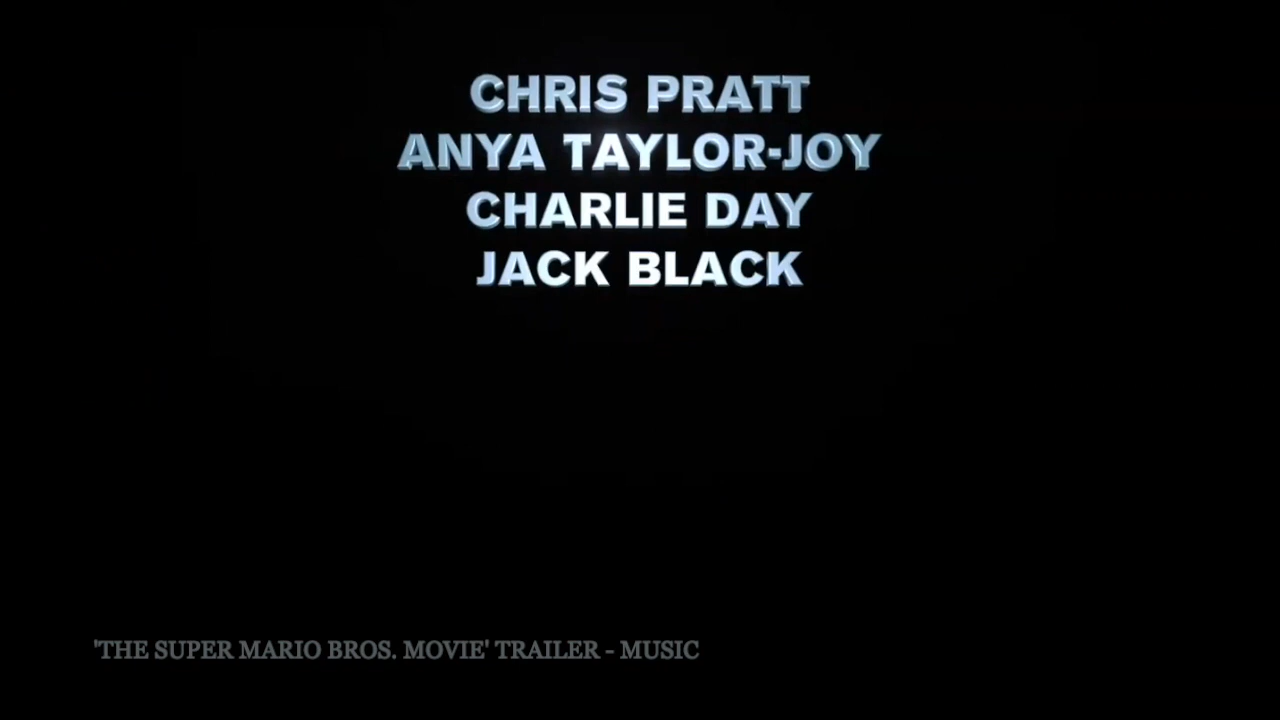 CHRIS PRATT
ANYA TAYLOR-JOY
CHARLIE DAY
JACK BLACK
'THE SUPER MARIO BROS. MOVIE' TRAILER - MUSIC